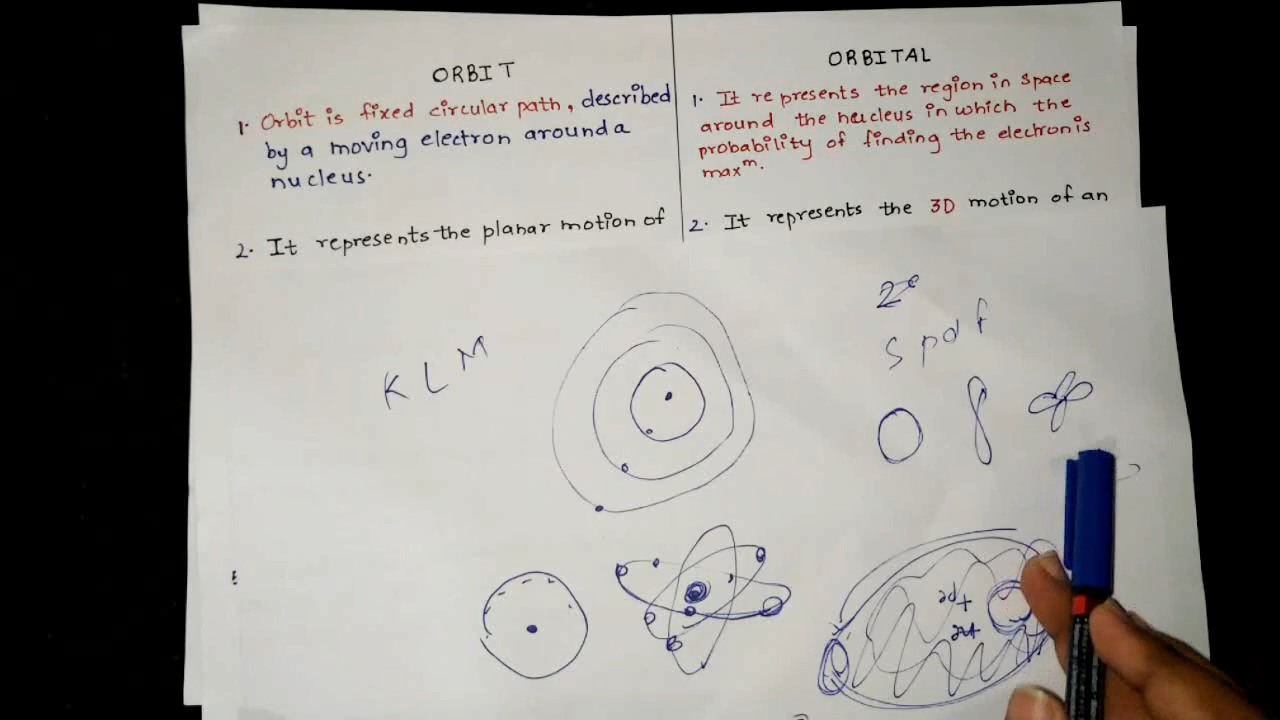 ORBIT
1. Orbit is fixed circular path, described
by a moving electron around a
nucleus.
2. It represents the planar motion of
ORBITAL
1. It represents the region in space
around the nucleus in which the
probability of finding the electron is
max^m.
2. It represents the 3D motion of an
K L M
2e
s p d f